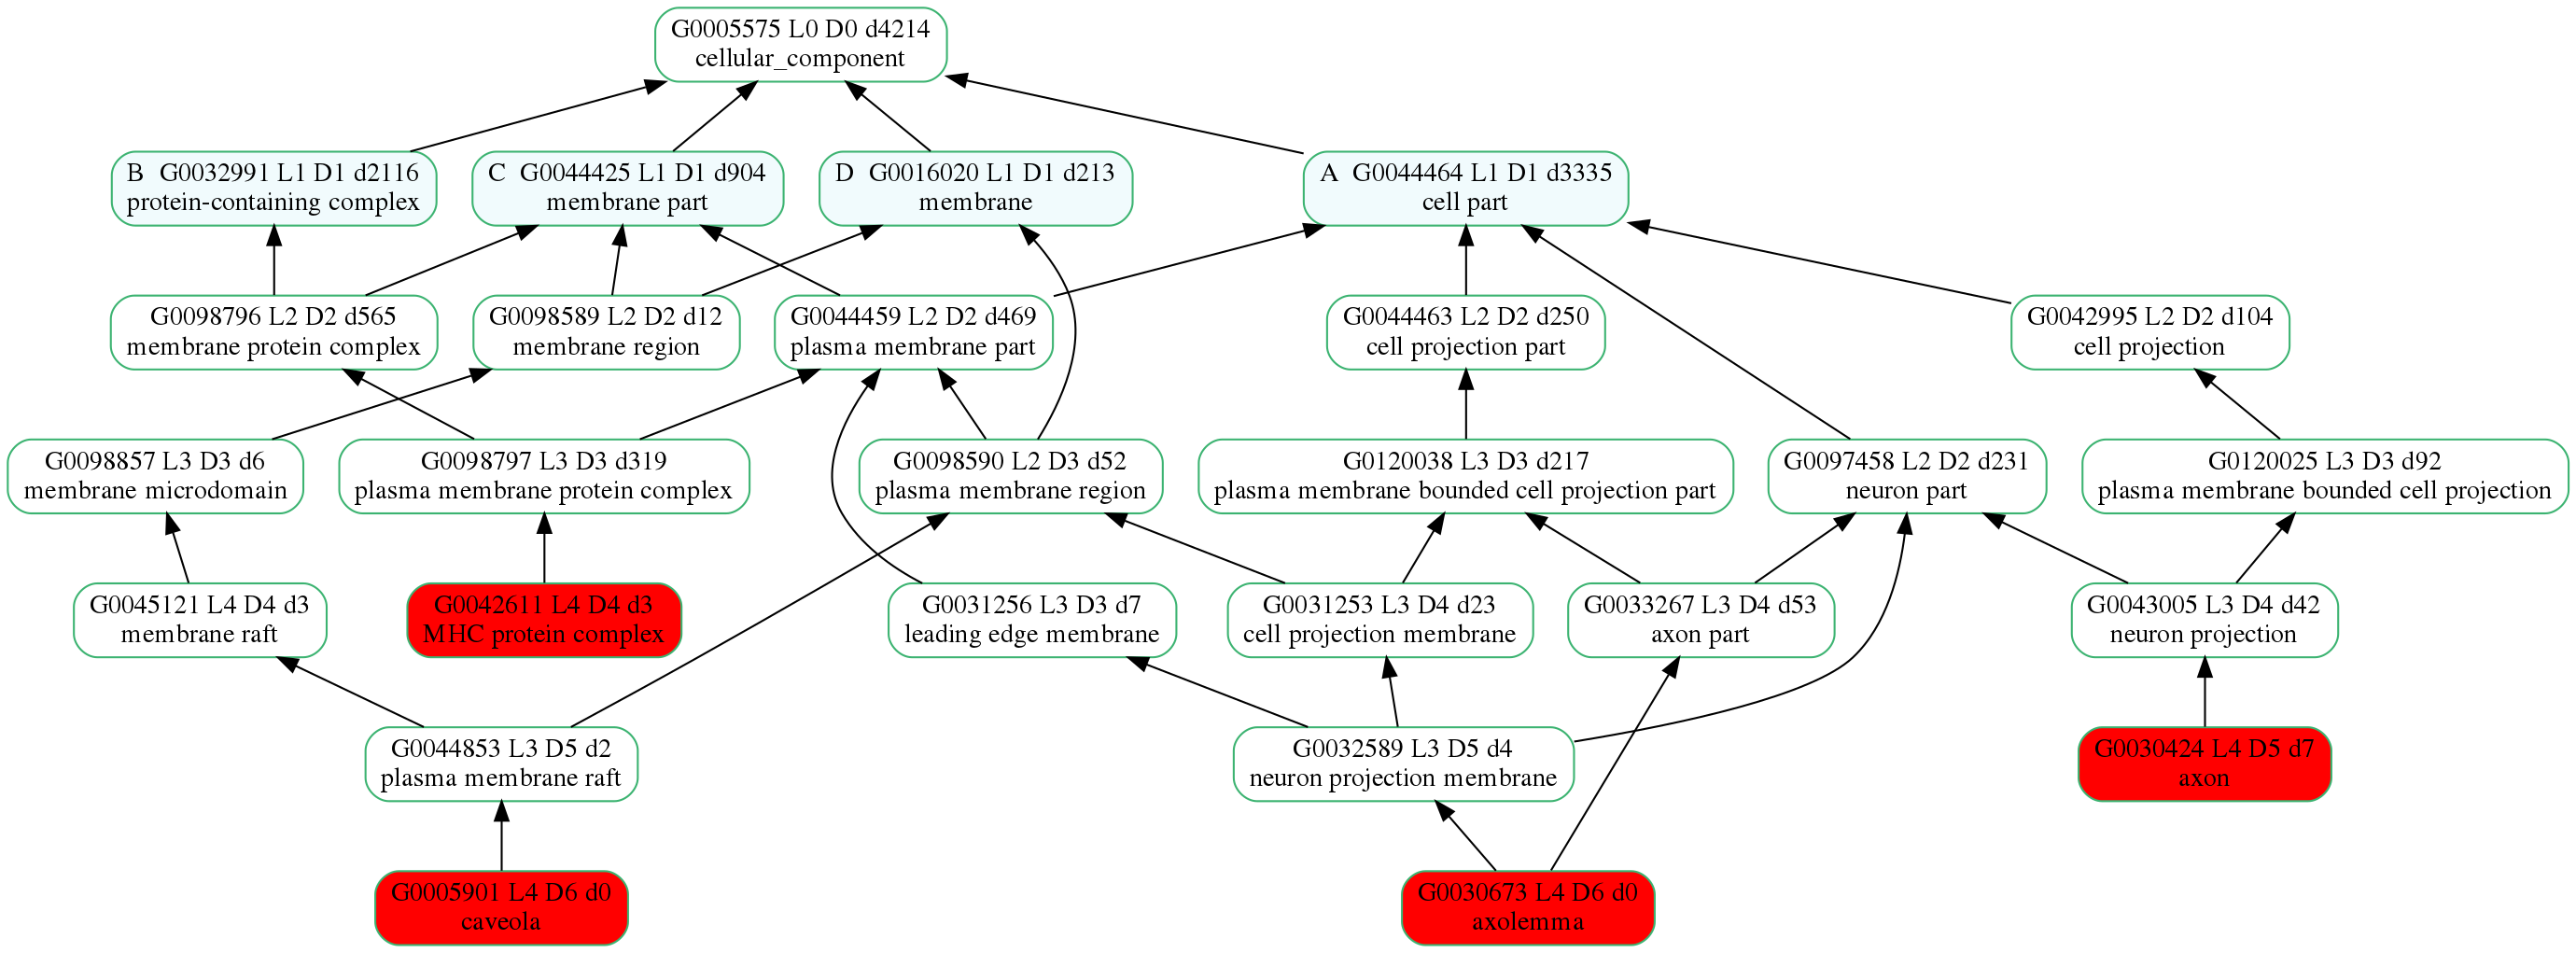 G0005575 L0 D0 d4214
cellular_component
B  G0032991 L1 D1 d2116
protein-containing complex
C  G0044425 L1 D1 d904
membrane part
D  G0016020 L1 D1 d213
membrane
A  G0044464 L1 D1 d3335
cell part
G0098796 L2 D2 d565
membrane protein complex
G0098589 L2 D2 d12
membrane region
G0044459 L2 D2 d469
plasma membrane part
G0044463 L2 D2 d250
cell projection part
G0042995 L2 D2 d104
cell projection
G0098857 L3 D3 d6
membrane microdomain
G0098797 L3 D3 d319
plasma membrane protein complex
G0098590 L2 D3 d52
plasma membrane region
G0120038 L3 D3 d217
plasma membrane bounded cell projection part
G0097458 L2 D2 d231
neuron part
G0120025 L3 D3 d92
plasma membrane bounded cell projection
G0045121 L4 D4 d3
membrane raft
G0042611 L4 D4 d3
MHC protein complex
G0031256 L3 D3 d7
leading edge membrane
G0031253 L3 D4 d23
cell projection membrane
G0033267 L3 D4 d53
axon part
G0043005 L3 D4 d42
neuron projection
G0044853 L3 D5 d2
plasma membrane raft
G0032589 L3 D5 d4
neuron projection membrane
G0030424 L4 D5 d7
axon
G0005901 L4 D6 d0
caveola
G0030673 L4 D6 d0
axolemma